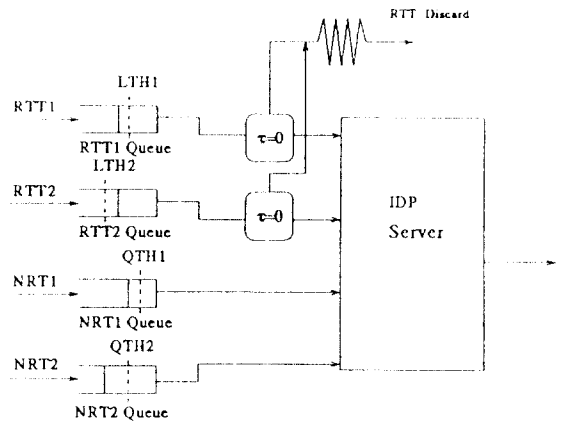 RTT Discard
LTH1
RTT1
τ=0
RTT1 Queue
LTH2
RTT2
τ=0
RTT2 Queue
IDP
Server
QTH1
NRT1
NRT1 Queue
QTH2
NRT2
NRT2 Queue